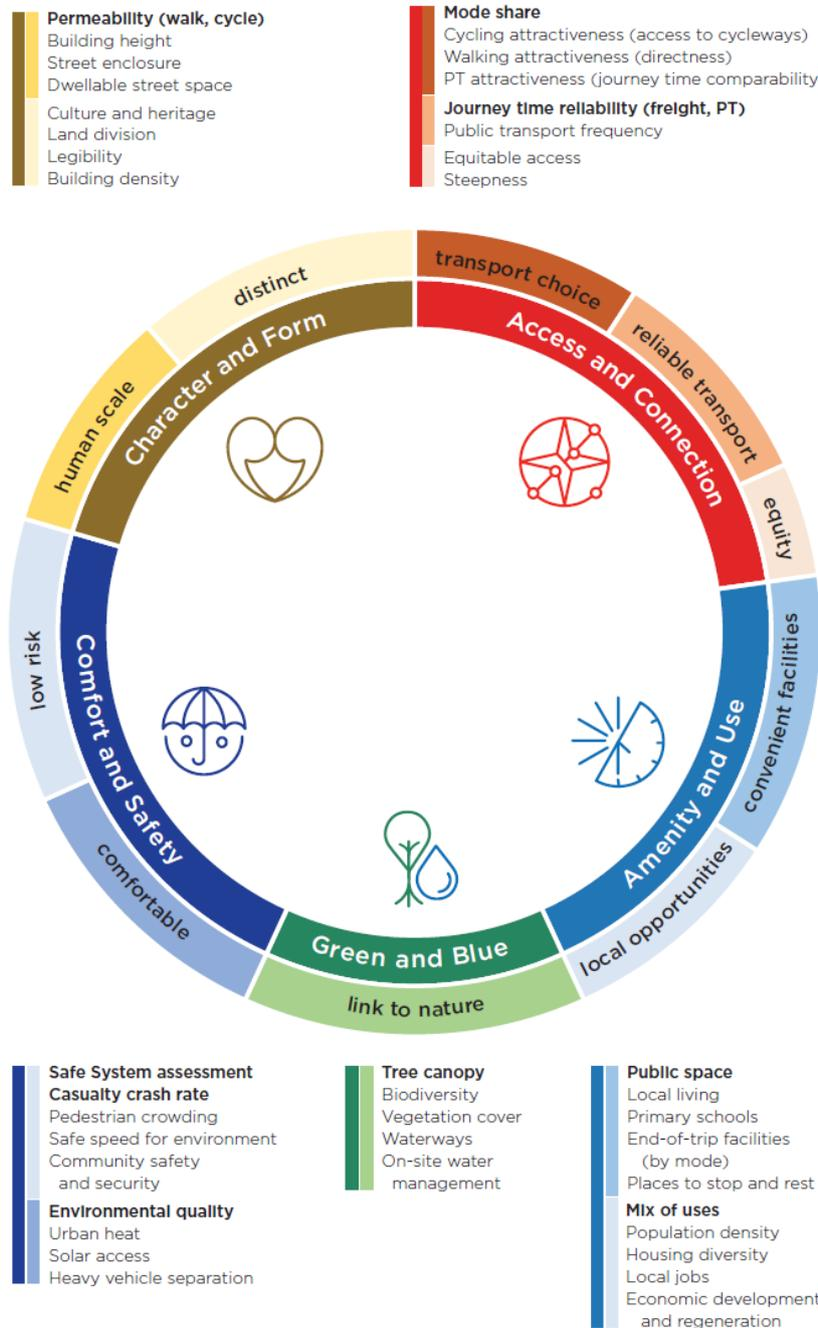 Permeability (walk, cycle)
Building height
Street enclosure
Dwellable street space
Culture and heritage
Land division
Legibility
Building density
Mode share
Cycling attractiveness (access to cycleways)
Walking attractiveness (directness)
PT attractiveness (journey time comparability
Journey time reliability (freight, PT)
Public transport frequency
Equitable access
Steepness
distinct
transport choice
Character and Form
Access and Connection
human scale
reliable transport
equity
low risk
Comfort and Safety
Amenity and Use
convenient facilities
comfortable
local opportunities
Green and Blue
link to nature
Safe System assessment
Casualty crash rate
Pedestrian crowding
Safe speed for environment
Community safety
and security
Environmental quality
Urban heat
Solar access
Heavy vehicle separation
Tree canopy
Biodiversity
Vegetation cover
Waterways
On-site water
management
Public space
Local living
Primary schools
End-of-trip facilities
(by mode)
Places to stop and rest
Mix of uses
Population density
Housing diversity
Local jobs
Economic development
and regeneration